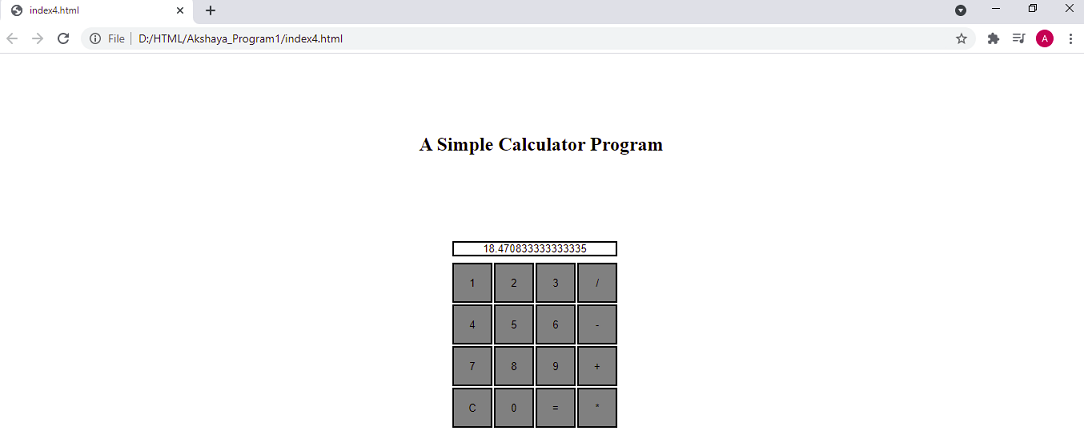 index4.html
File | D:/HTML/Akshaya_Program1/index4.html
A
A Simple Calculator Program
18.470833333333335
1 2 3 /
4 5 6 -
7 8 9 +
C 0 = *